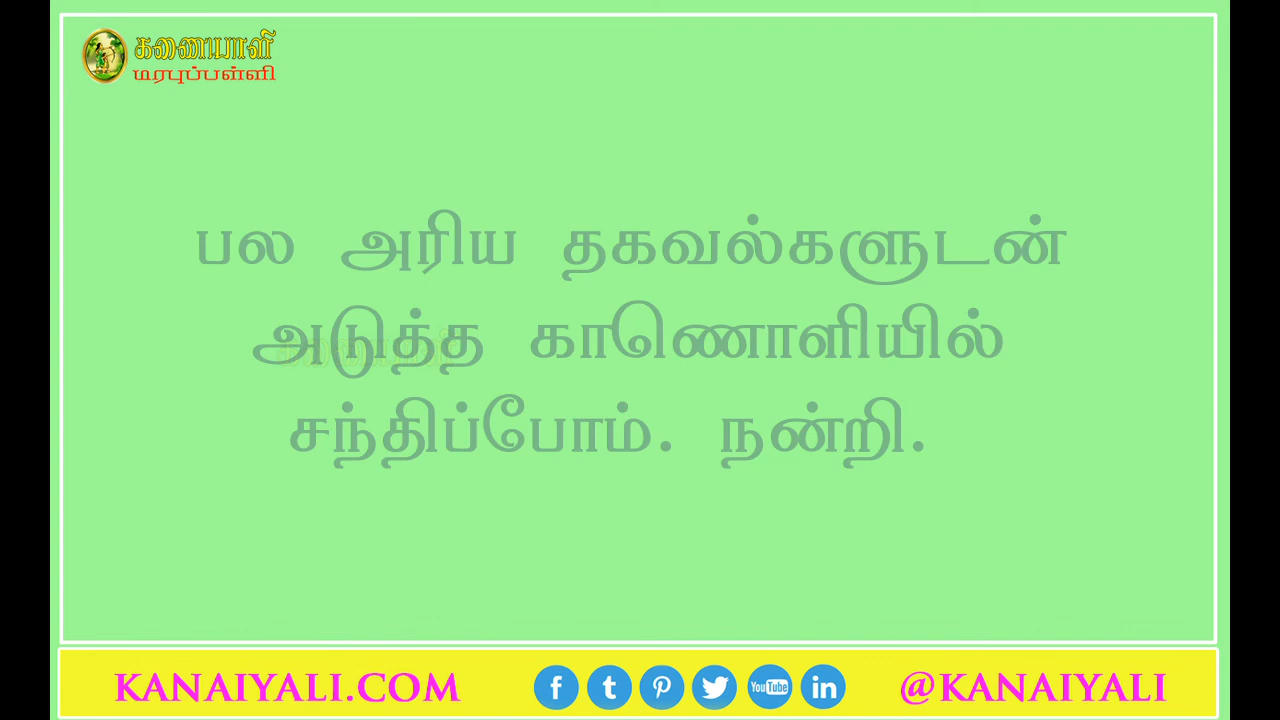 கணையாளி
மரபுப்பள்ளி
பல அரிய தகவல்களுடன்
அடுத்த காணொளியில்
சந்திப்போம். நன்றி.
KANAIYALI.COM
You Tube
@KANAIYALI